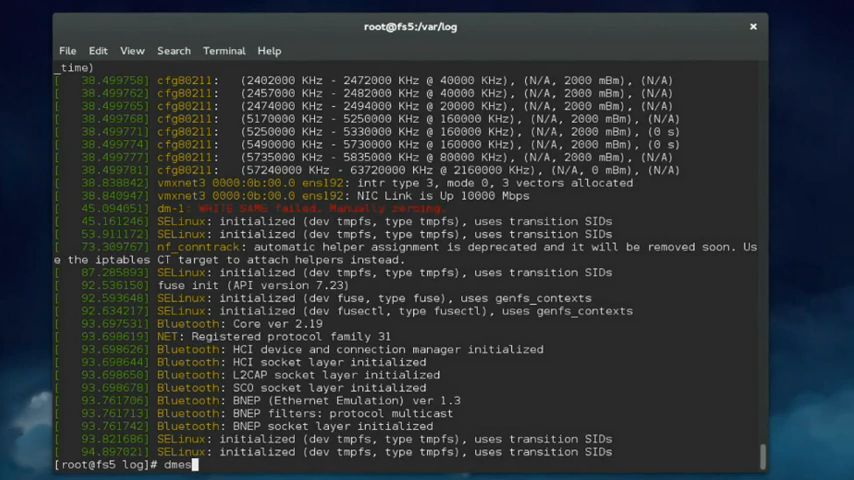 root@fs5:/var/log
File Edit View Search Terminal Help
_time)
[   38.499758] cfg80211:   (2402000 KHz - 2472000 KHz @ 40000 KHz), (N/A, 2000 mBm), (N/A)
[   38.499762] cfg80211:   (2457000 KHz - 2482000 KHz @ 40000 KHz), (N/A, 2000 mBm), (N/A)
[   38.499765] cfg80211:   (2474000 KHz - 2494000 KHz @ 20000 KHz), (N/A, 2000 mBm), (N/A)
[   38.499768] cfg80211:   (5170000 KHz - 5250000 KHz @ 160000 KHz), (N/A, 2000 mBm), (N/A)
[   38.499771] cfg80211:   (5250000 KHz - 5330000 KHz @ 160000 KHz), (N/A, 2000 mBm), (0 s)
[   38.499774] cfg80211:   (5490000 KHz - 5730000 KHz @ 160000 KHz), (N/A, 2000 mBm), (0 s)
[   38.499777] cfg80211:   (5735000 KHz - 5835000 KHz @ 80000 KHz), (N/A, 2000 mBm), (N/A)
[   38.499781] cfg80211:   (57240000 KHz - 63720000 KHz @ 2160000 KHz), (N/A, 0 mBm), (N/A)
[   38.838842] vmxnet3 0000:0b:00.0 ens192: intr type 3, mode 0, 3 vectors allocated
[   38.840947] vmxnet3 0000:0b:00.0 ens192: NIC Link is Up 10000 Mbps
[   45.094051] dm-1: WRITE SAME failed. Manually zeroing.
[   45.161246] SELinux: initialized (dev tmpfs, type tmpfs), uses transition SIDs
[   53.911172] SELinux: initialized (dev tmpfs, type tmpfs), uses transition SIDs
[   73.309767] nf_conntrack: automatic helper assignment is deprecated and it will be removed soon. Us
e the iptables CT target to attach helpers instead.
[   87.285893] SELinux: initialized (dev tmpfs, type tmpfs), uses transition SIDs
[   92.536150] fuse init (API version 7.23)
[   92.593648] SELinux: initialized (dev fuse, type fuse), uses genfs_contexts
[   92.634217] SELinux: initialized (dev fusectl, type fusectl), uses genfs_contexts
[   93.697531] Bluetooth: Core ver 2.19
[   93.698619] NET: Registered protocol family 31
[   93.698626] Bluetooth: HCI device and connection manager initialized
[   93.698644] Bluetooth: HCI socket layer initialized
[   93.698650] Bluetooth: L2CAP socket layer initialized
[   93.698678] Bluetooth: SCO socket layer initialized
[   93.761706] Bluetooth: BNEP (Ethernet Emulation) ver 1.3
[   93.761713] Bluetooth: BNEP filters: protocol multicast
[   93.761742] Bluetooth: BNEP socket layer initialized
[   93.821686] SELinux: initialized (dev tmpfs, type tmpfs), uses transition SIDs
[   94.897021] SELinux: initialized (dev tmpfs, type tmpfs), uses transition SIDs
[root@fs5 log]# dmes